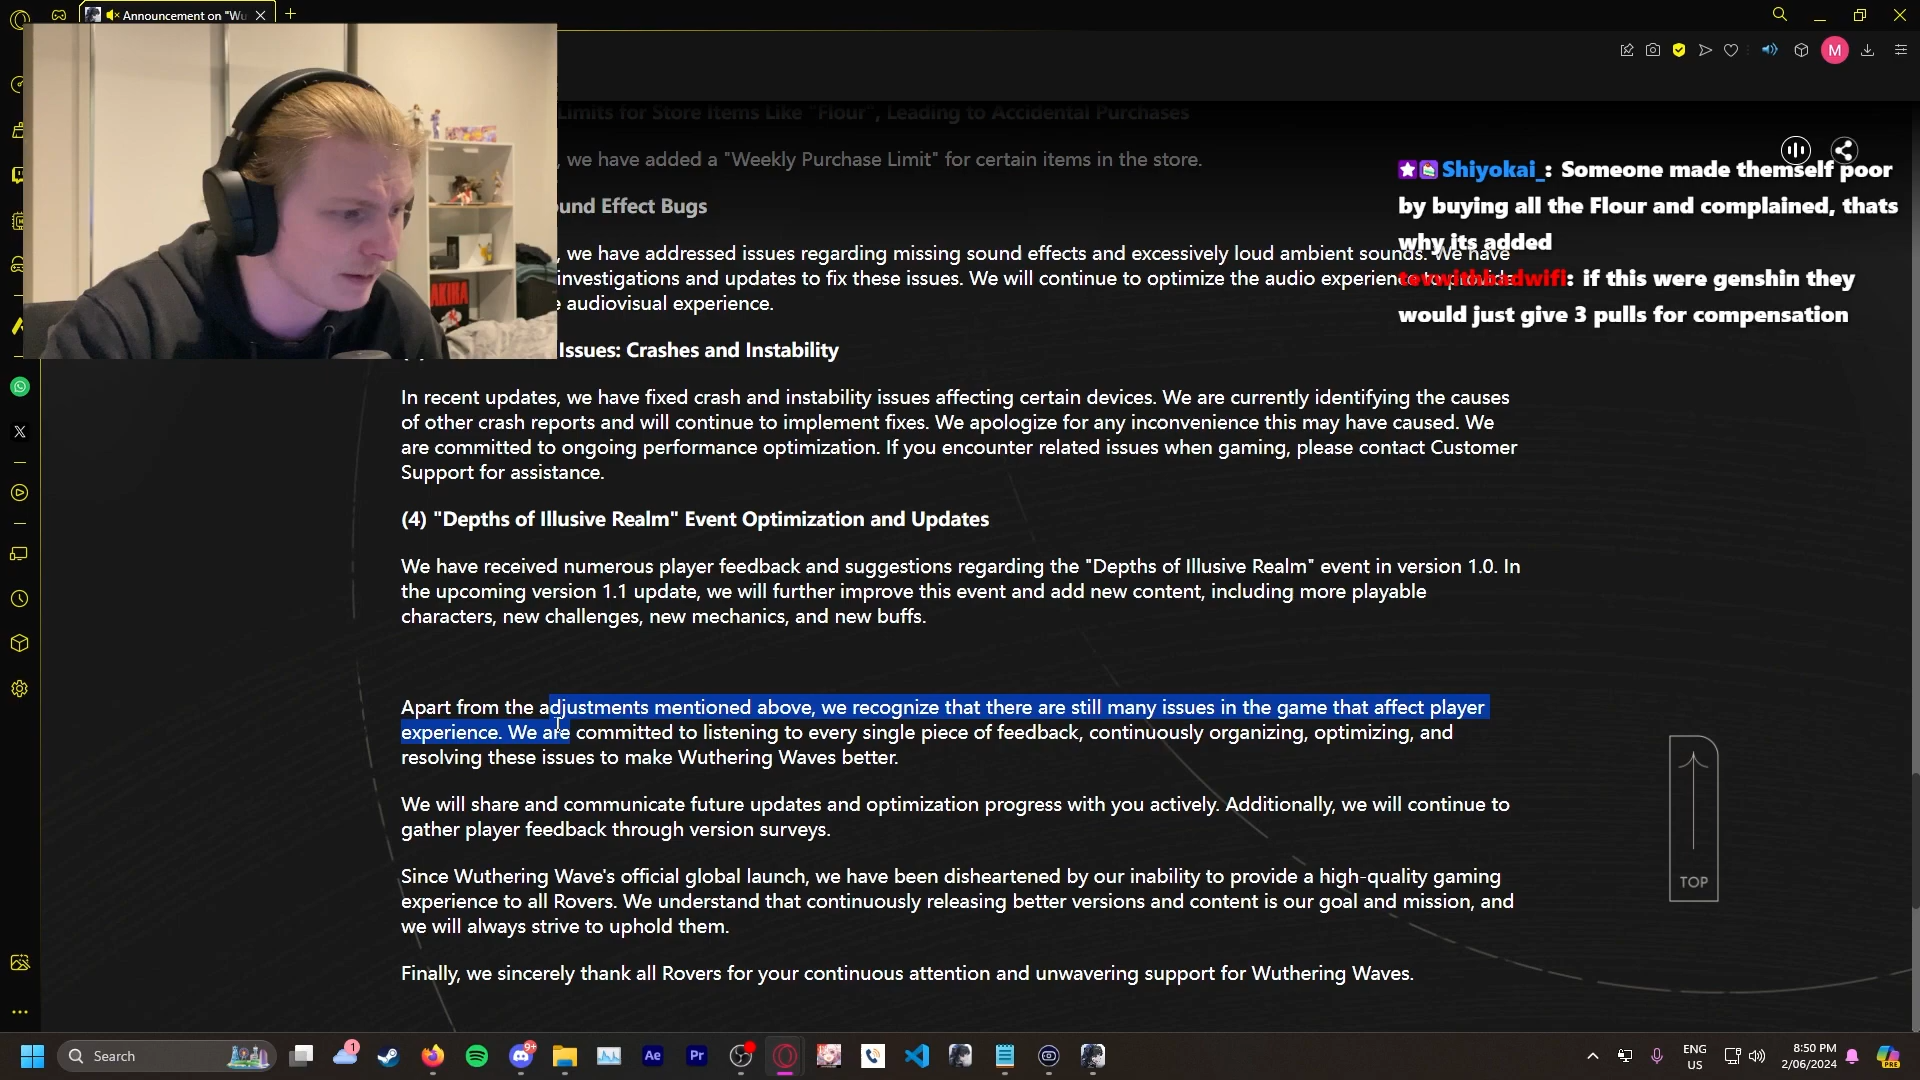 Announcement on "Wu
M
Limits for Store Items Like "Flour", Leading to Accidental Purchases
, we have added a "Weekly Purchase Limit" for certain items in the store.
Shiyokai_: Someone made themself poor
by buying all the Flour and complained, thats
why its added
: if this were genshin they
would just give 3 pulls for compensation
und Effect Bugs
, we have addressed issues regarding missing sound effects and excessively loud ambient sounds. We have
investigations and updates to fix these issues. We will continue to optimize the audio experience to provide
audiovisual experience.
AKIRA
Issues: Crashes and Instability
In recent updates, we have fixed crash and instability issues affecting certain devices. We are currently identifying the causes
of other crash reports and will continue to implement fixes. We apologize for any inconvenience this may have caused. We
are committed to ongoing performance optimization. If you encounter related issues when gaming, please contact Customer
Support for assistance.
(4) "Depths of Illusive Realm" Event Optimization and Updates
We have received numerous player feedback and suggestions regarding the "Depths of Illusive Realm" event in version 1.0. In
the upcoming version 1.1 update, we will further improve this event and add new content, including more playable
characters, new challenges, new mechanics, and new buffs.
Apart from the adjustments mentioned above, we recognize that there are still many issues in the game that affect player
experience. We are committed to listening to every single piece of feedback, continuously organizing, optimizing, and
resolving these issues to make Wuthering Waves better.
We will share and communicate future updates and optimization progress with you actively. Additionally, we will continue to
gather player feedback through version surveys.
Since Wuthering Wave's official global launch, we have been disheartened by our inability to provide a high-quality gaming
experience to all Rovers. We understand that continuously releasing better versions and content is our goal and mission, and
we will always strive to uphold them.
Finally, we sincerely thank all Rovers for your continuous attention and unwavering support for Wuthering Waves.
TOP
Search
1
9+
Ae
Pr
ENG
US
8:50 PM
2/06/2024
PRE